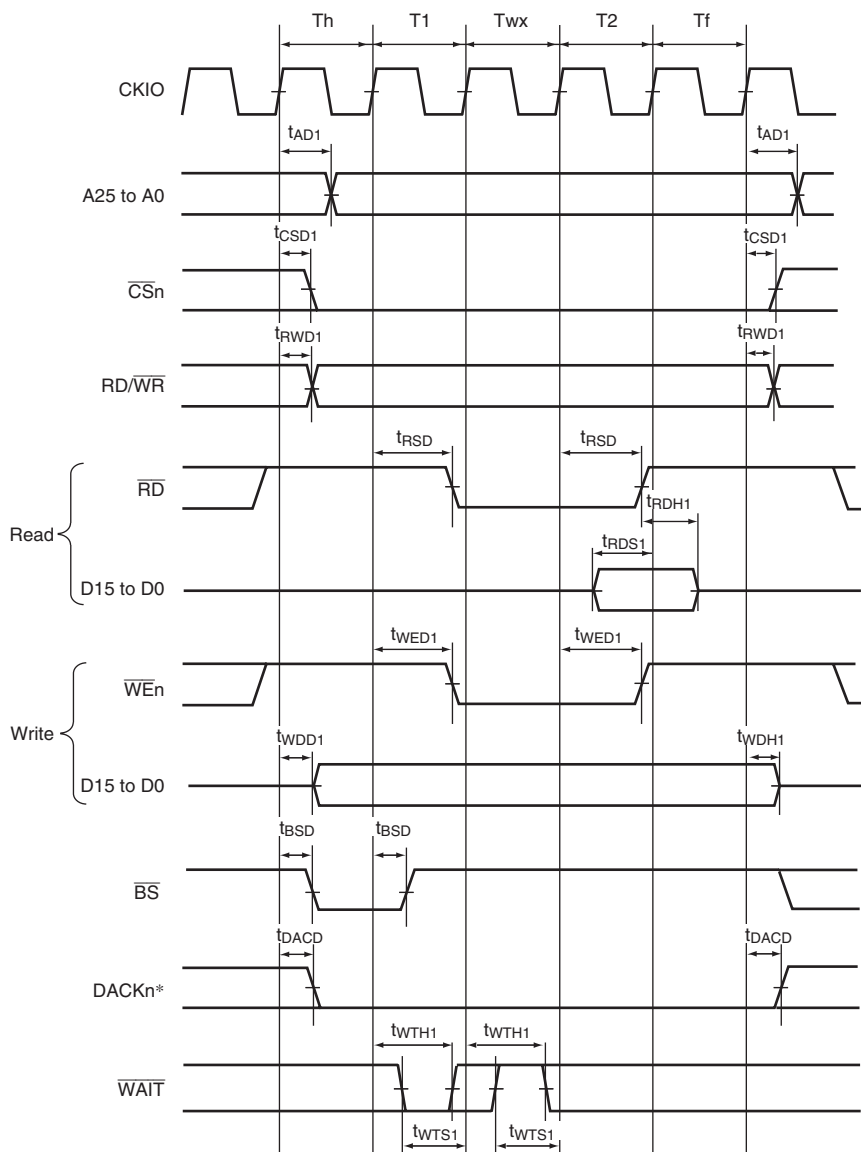 Th T1 Twx T2 Tf
CKIO
tAD1 tAD1
A25 to A0
tCSD1 tCSD1
CSn
tRWD1 tRWD1
RD/WR
tRSD tRSD
RD
tRDH1
Read
tRDS1
D15 to D0
tWED1 tWED1
WEn
Write
tWDD1 tWDH1
D15 to D0
tBSD tBSD
BS
tDACD tDACD
DACKn*
tWTH1 tWTH1
WAIT
tWTS1 tWTS1